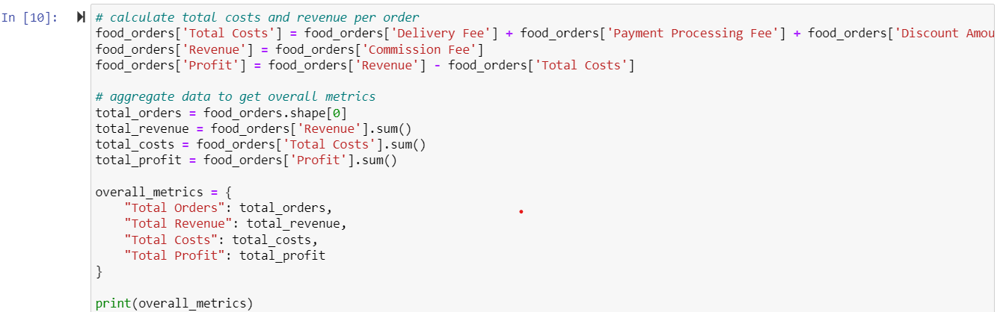 In [10]:
# calculate total costs and revenue per order
food_orders['Total Costs'] = food_orders['Delivery Fee'] + food_orders['Payment Processing Fee'] + food_orders['Discount Amou
food_orders['Revenue'] = food_orders['Commission Fee']
food_orders['Profit'] = food_orders['Revenue'] - food_orders['Total Costs']

# aggregate data to get overall metrics
total_orders = food_orders.shape[0]
total_revenue = food_orders['Revenue'].sum()
total_costs = food_orders['Total Costs'].sum()
total_profit = food_orders['Profit'].sum()

overall_metrics = {
    "Total Orders": total_orders,
    "Total Revenue": total_revenue,
    "Total Costs": total_costs,
    "Total Profit": total_profit
}

print(overall_metrics)